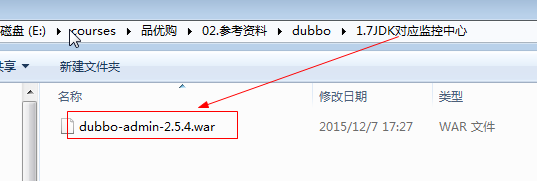 磁盘 (E:) ▸ courses ▸ 品优购 ▸ 02.参考资料 ▸ dubbo ▸ 1.7JDK对应监控中心
共享 ▼ 新建文件夹
名称 修改日期 类型
dubbo-admin-2.5.4.war 2015/12/7 17:27 WAR 文件